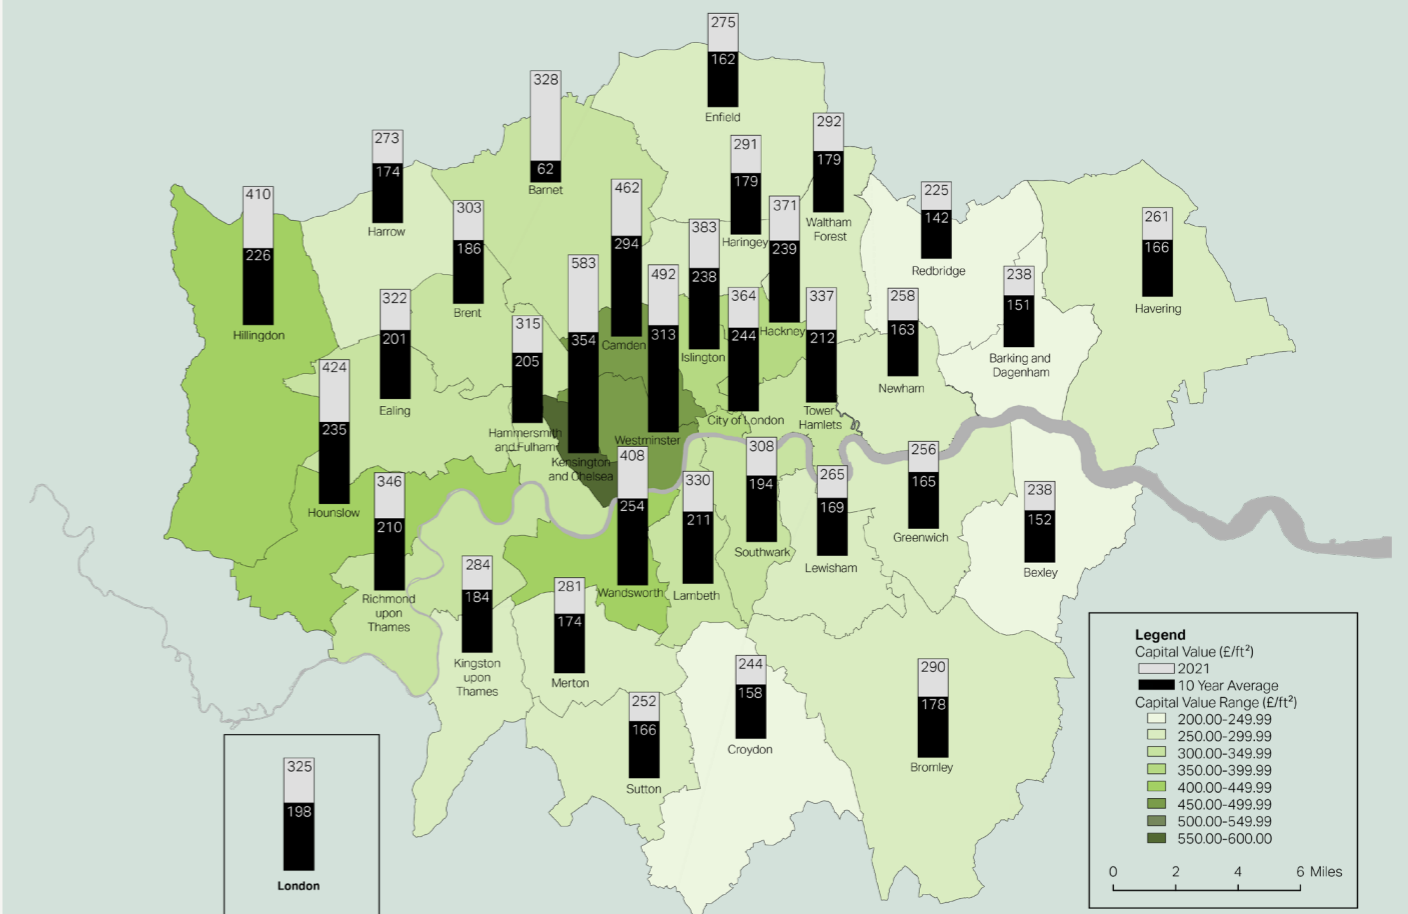 275
162
Enfield
328
62
Barnet
292
179
Waltham
Forest
273
174
Harrow
291
179
Haringey
410
226
Hillingdon
303
186
Brent
462
294
Camden
371
239
Hackney
225
142
Redbridge
261
166
Havering
383
238
Islington
583
354
Kensington
and Chelsea
492
313
Westminster
238
151
Barking and
Dagenham
322
201
Ealing
315
205
Hammersmith
and Fulham
364
244
City of London
337
212
Tower
Hamlets
258
163
Newham
424
235
Hounslow
346
210
Richmond
upon
Thames
408
254
Wandsworth
330
211
Lambeth
308
194
Southwark
265
169
Lewisham
256
165
Greenwich
238
152
Bexley
284
184
Kingston
upon
Thames
281
174
Merton
252
166
Sutton
244
158
Croydon
290
178
Bromley
325
198
London
Legend
Capital Value (£/ft²)
2021
10 Year Average
Capital Value Range (£/ft²)
200.00-249.99
250.00-299.99
300.00-349.99
350.00-399.99
400.00-449.99
450.00-499.99
500.00-549.99
550.00-600.00
0 2 4 6 Miles